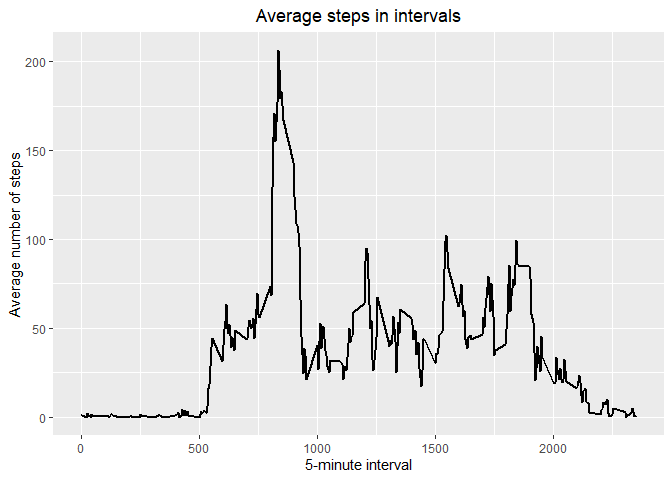 Average steps in intervals
200
150
100
50
0
Average number of steps
0 500 1000 1500 2000
5-minute interval